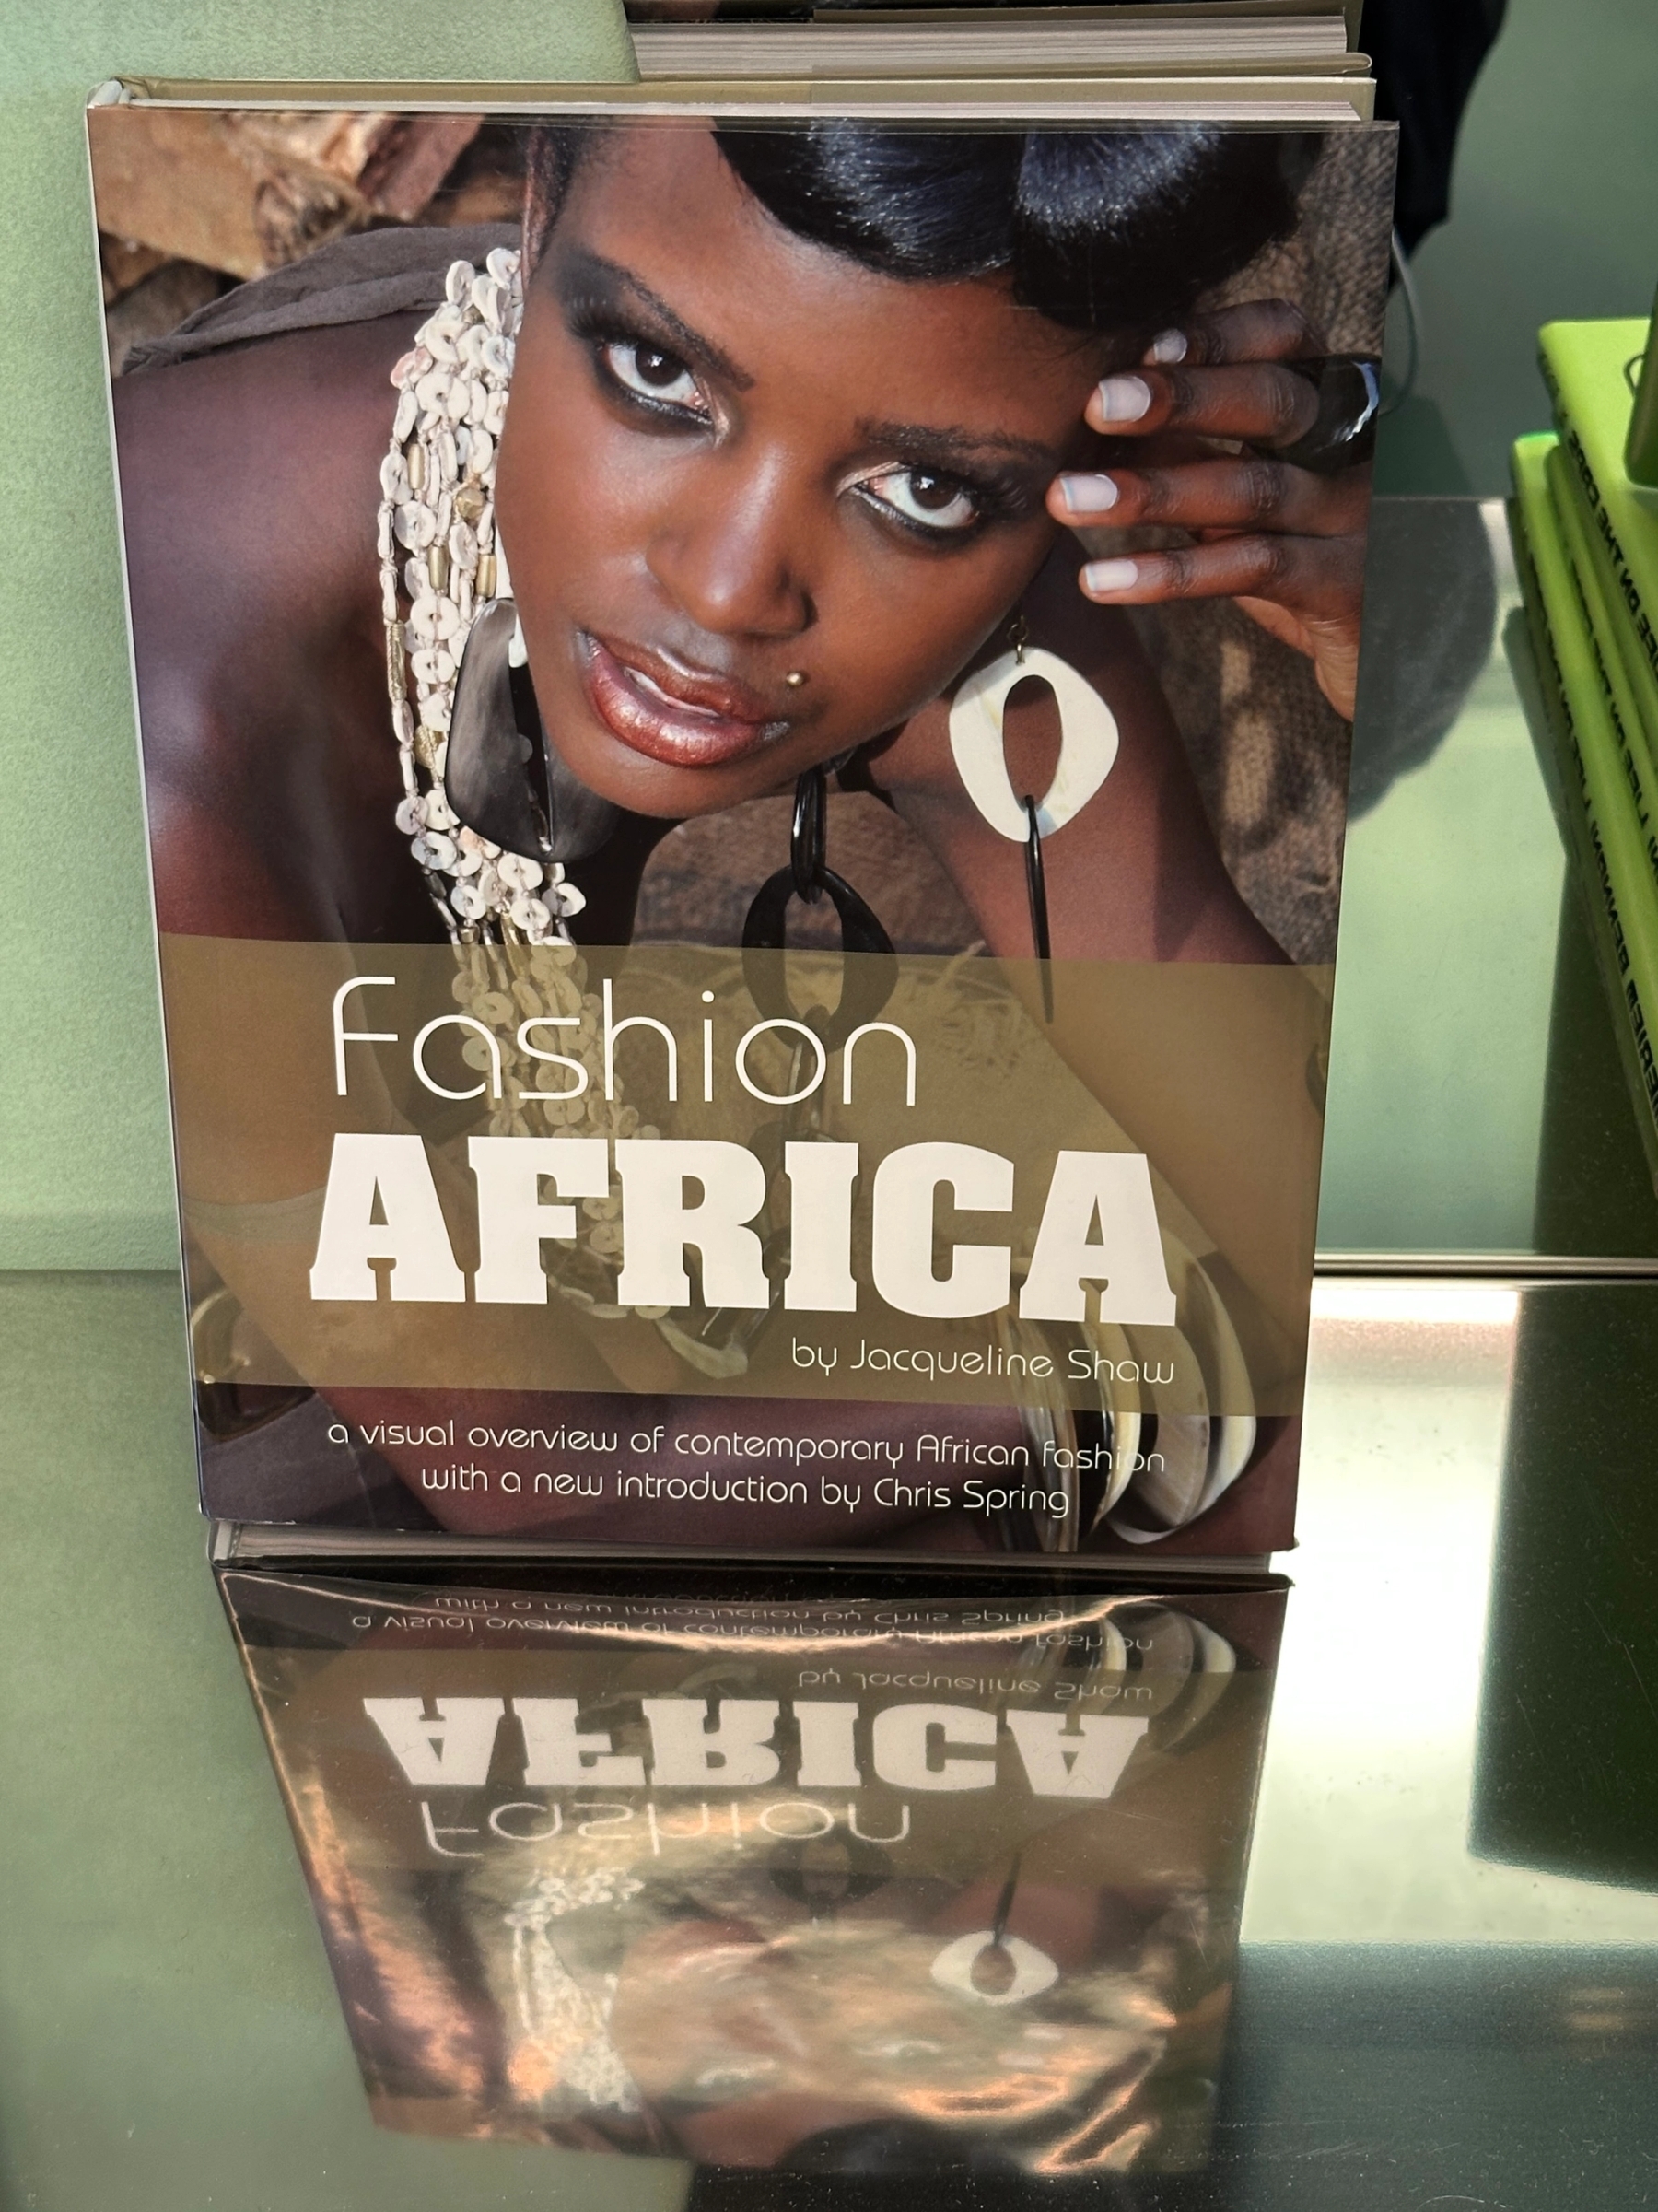 Fashion
AFRICA
by Jacqueline Shaw
a visual overview of contemporary African fashion
with a new introduction by Chris Spring